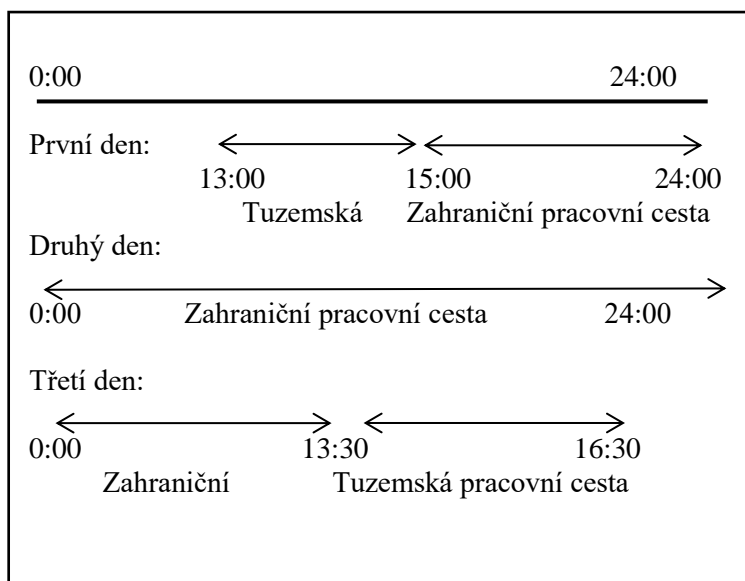 0:00 24:00
První den:
13:00 15:00 24:00
Tuzemská Zahraniční pracovní cesta
Druhý den:
0:00 Zahraniční pracovní cesta 24:00
Třetí den:
0:00 13:30 16:30
Zahraniční Tuzemská pracovní cesta